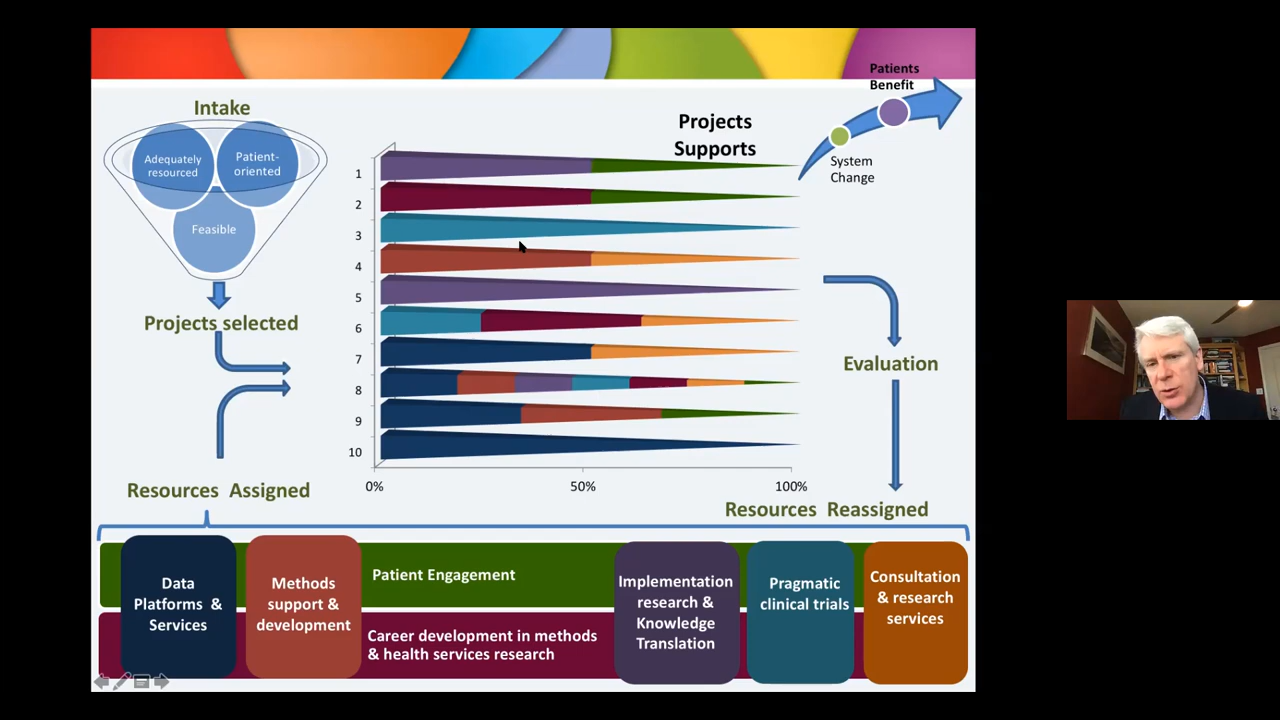 Patients
Benefit
Intake
Projects
Supports
Adequately
resourced
Patient-
oriented
System
Change
Feasible
1
2
3
4
5
6
7
8
9
10
Projects selected
Evaluation
0%
50%
100%
Resources Assigned
Resources Reassigned
Data
Platforms &
Services
Methods
support &
development
Patient Engagement
Career development in methods
& health services research
Implementation
research &
Knowledge
Translation
Pragmatic
clinical trials
Consultation
& research
services